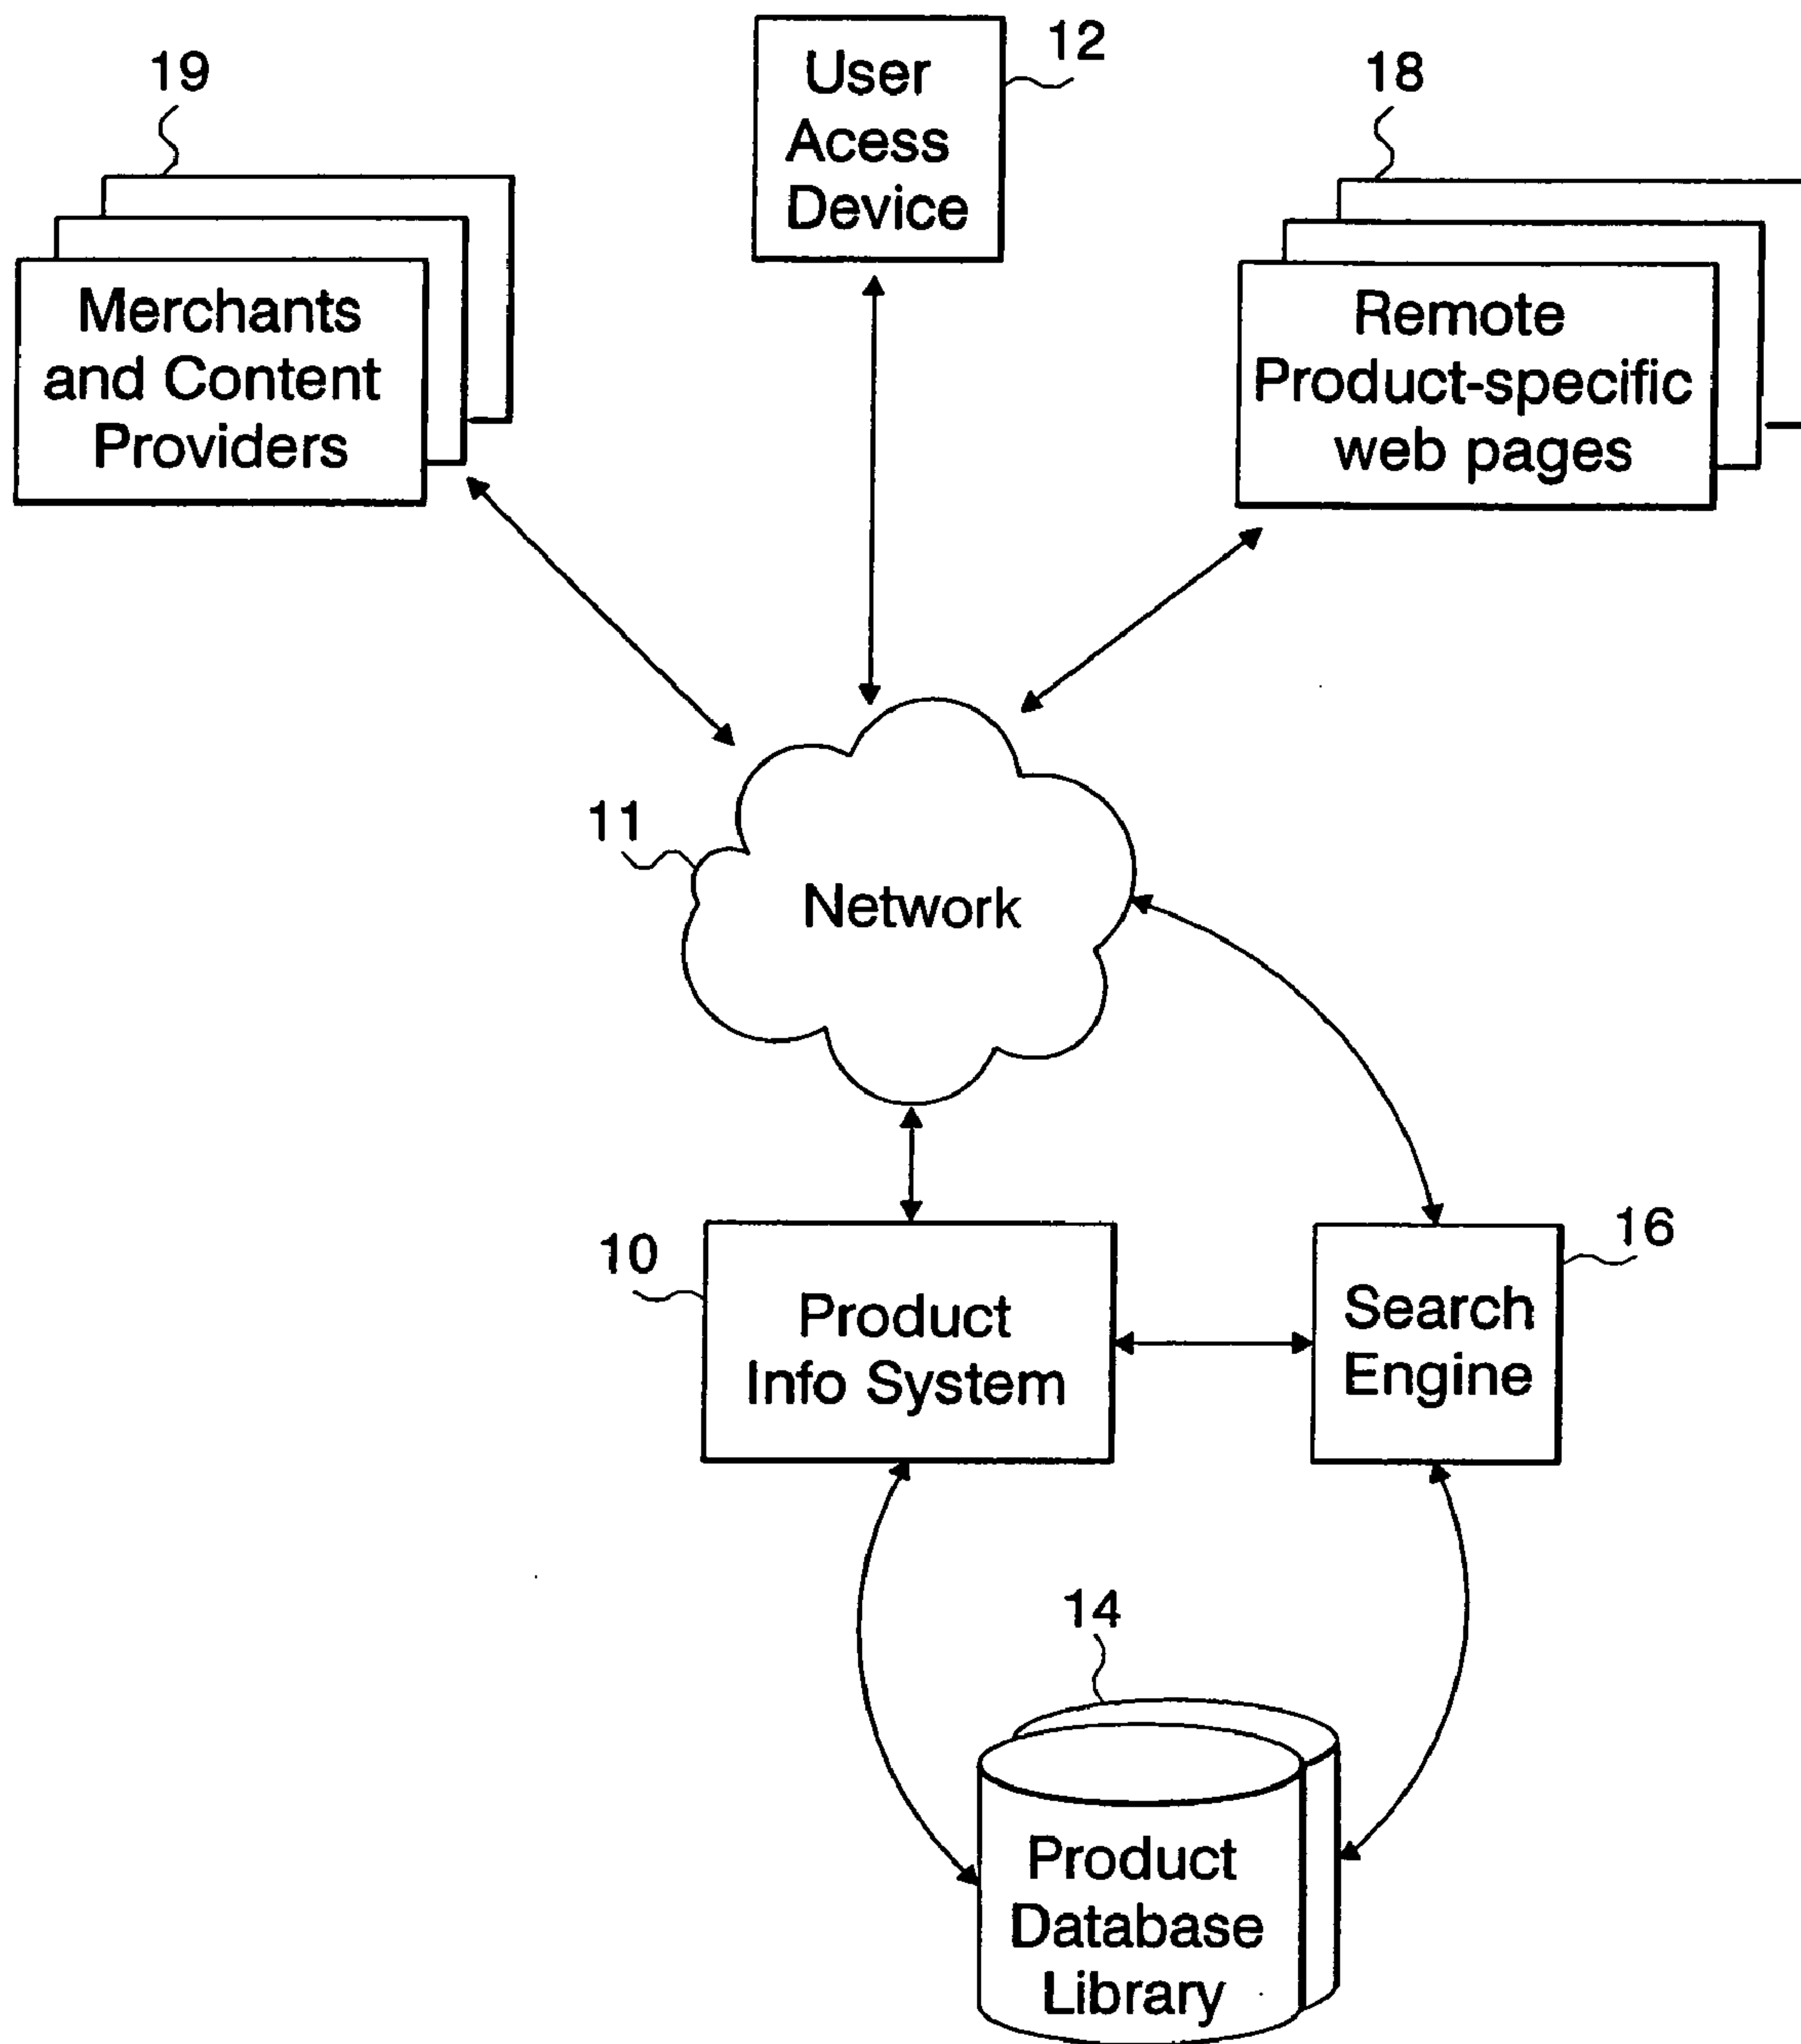 19
12
18
User
Acess
Device
Merchants
and Content
Providers
Remote
Product-specific
web pages
11
Network
10
16
Product
Info System
Search
Engine
14
Product
Database
Library